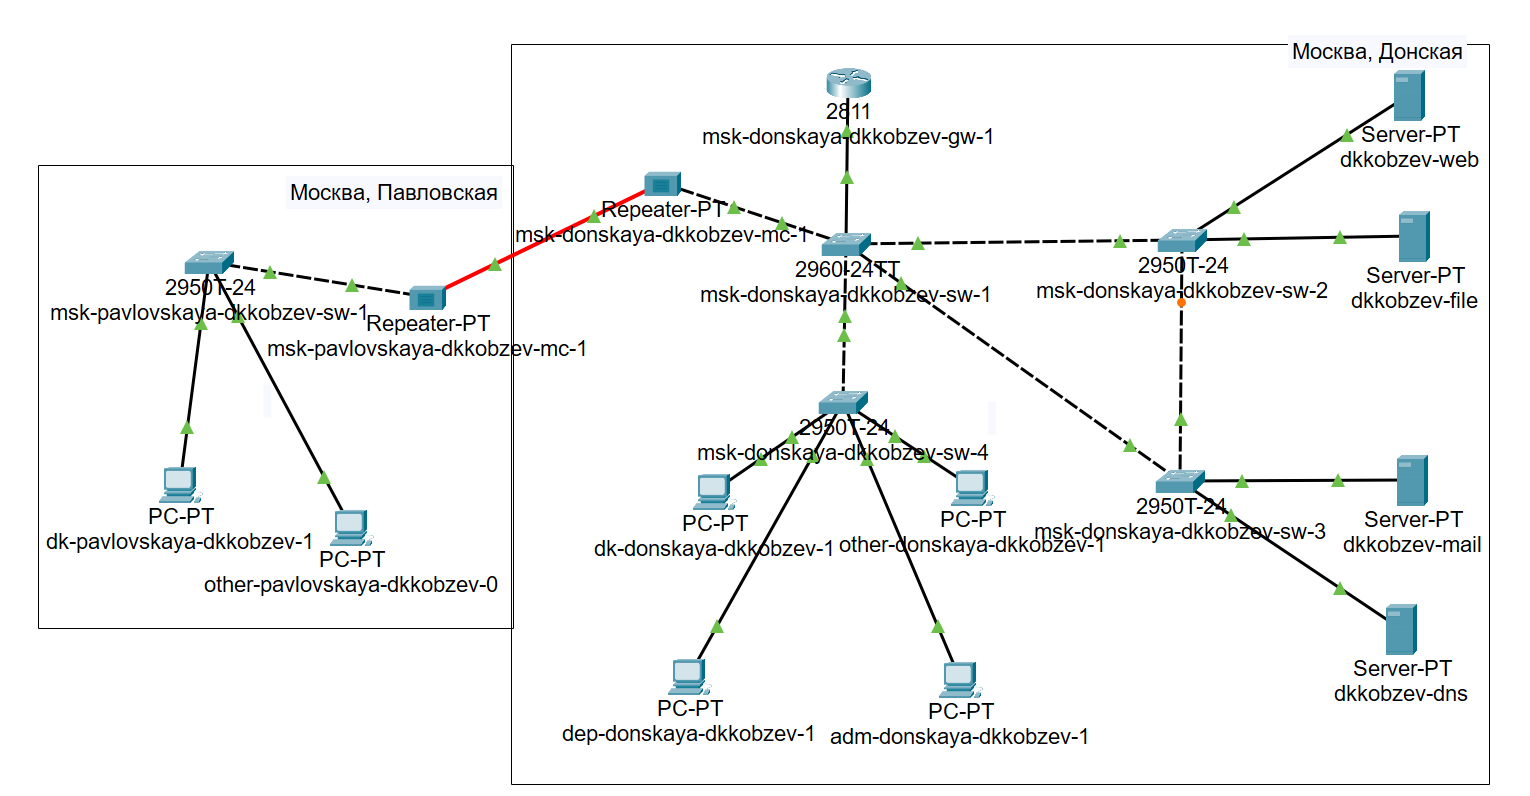 Москва, Донская
2811
msk-donskaya-dkkobzev-gw-1
Server-PT
dkkobzev-web
Москва, Павловская
Repeater-PT
msk-donskaya-dkkobzev-mc-1
2960-24TT
msk-donskaya-dkkobzev-sw-1
2950T-24
msk-donskaya-dkkobzev-sw-2
Server-PT
dkkobzev-file
2950T-24
msk-pavlovskaya-dkkobzev-sw-1
Repeater-PT
msk-pavlovskaya-dkkobzev-mc-1
2950T-24
msk-donskaya-dkkobzev-sw-4
PC-PT
dk-pavlovskaya-dkkobzev-1
PC-PT
other-pavlovskaya-dkkobzev-0
PC-PT
dk-donskaya-dkkobzev-1
PC-PT
other-donskaya-dkkobzev-1
2950T-24
msk-donskaya-dkkobzev-sw-3
Server-PT
dkkobzev-mail
PC-PT
dep-donskaya-dkkobzev-1
PC-PT
adm-donskaya-dkkobzev-1
Server-PT
dkkobzev-dns